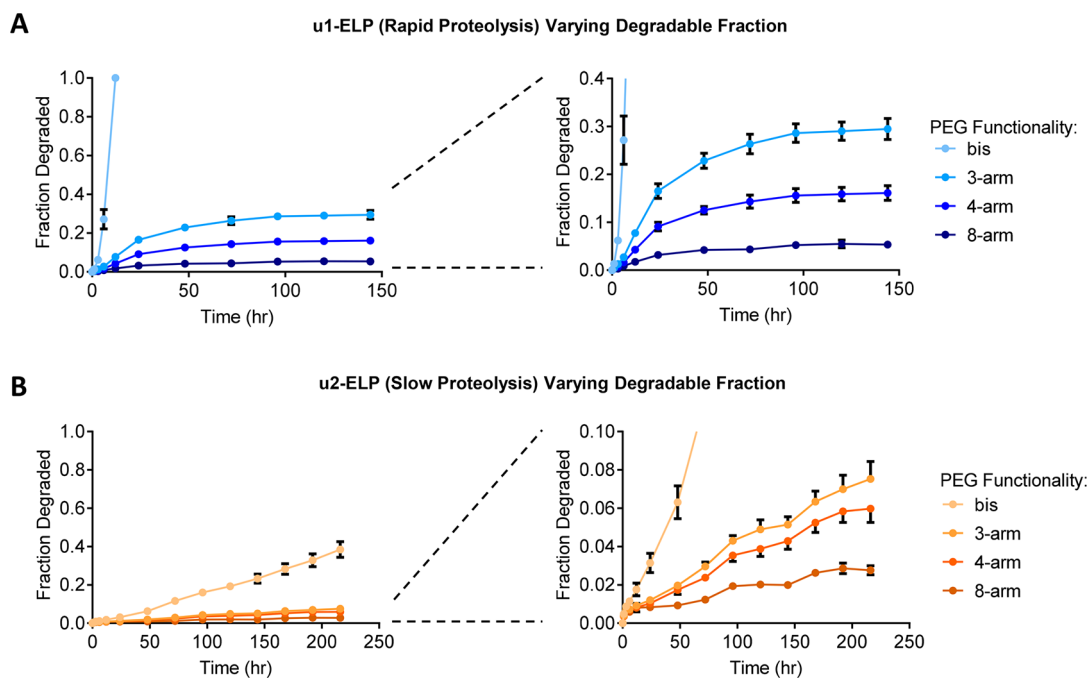 A
u1-ELP (Rapid Proteolysis) Varying Degradable Fraction
Fraction Degraded
1.0
0.8
0.6
0.4
0.2
0.0
0 50 100 150
Time (hr)
Fraction Degraded
0.4
0.3
0.2
0.1
0.0
0 50 100 150
Time (hr)
PEG Functionality:
bis
3-arm
4-arm
8-arm
B
u2-ELP (Slow Proteolysis) Varying Degradable Fraction
Fraction Degraded
1.0
0.8
0.6
0.4
0.2
0.0
0 50 100 150 200 250
Time (hr)
Fraction Degraded
0.10
0.08
0.06
0.04
0.02
0.00
0 50 100 150 200 250
Time (hr)
PEG Functionality:
bis
3-arm
4-arm
8-arm